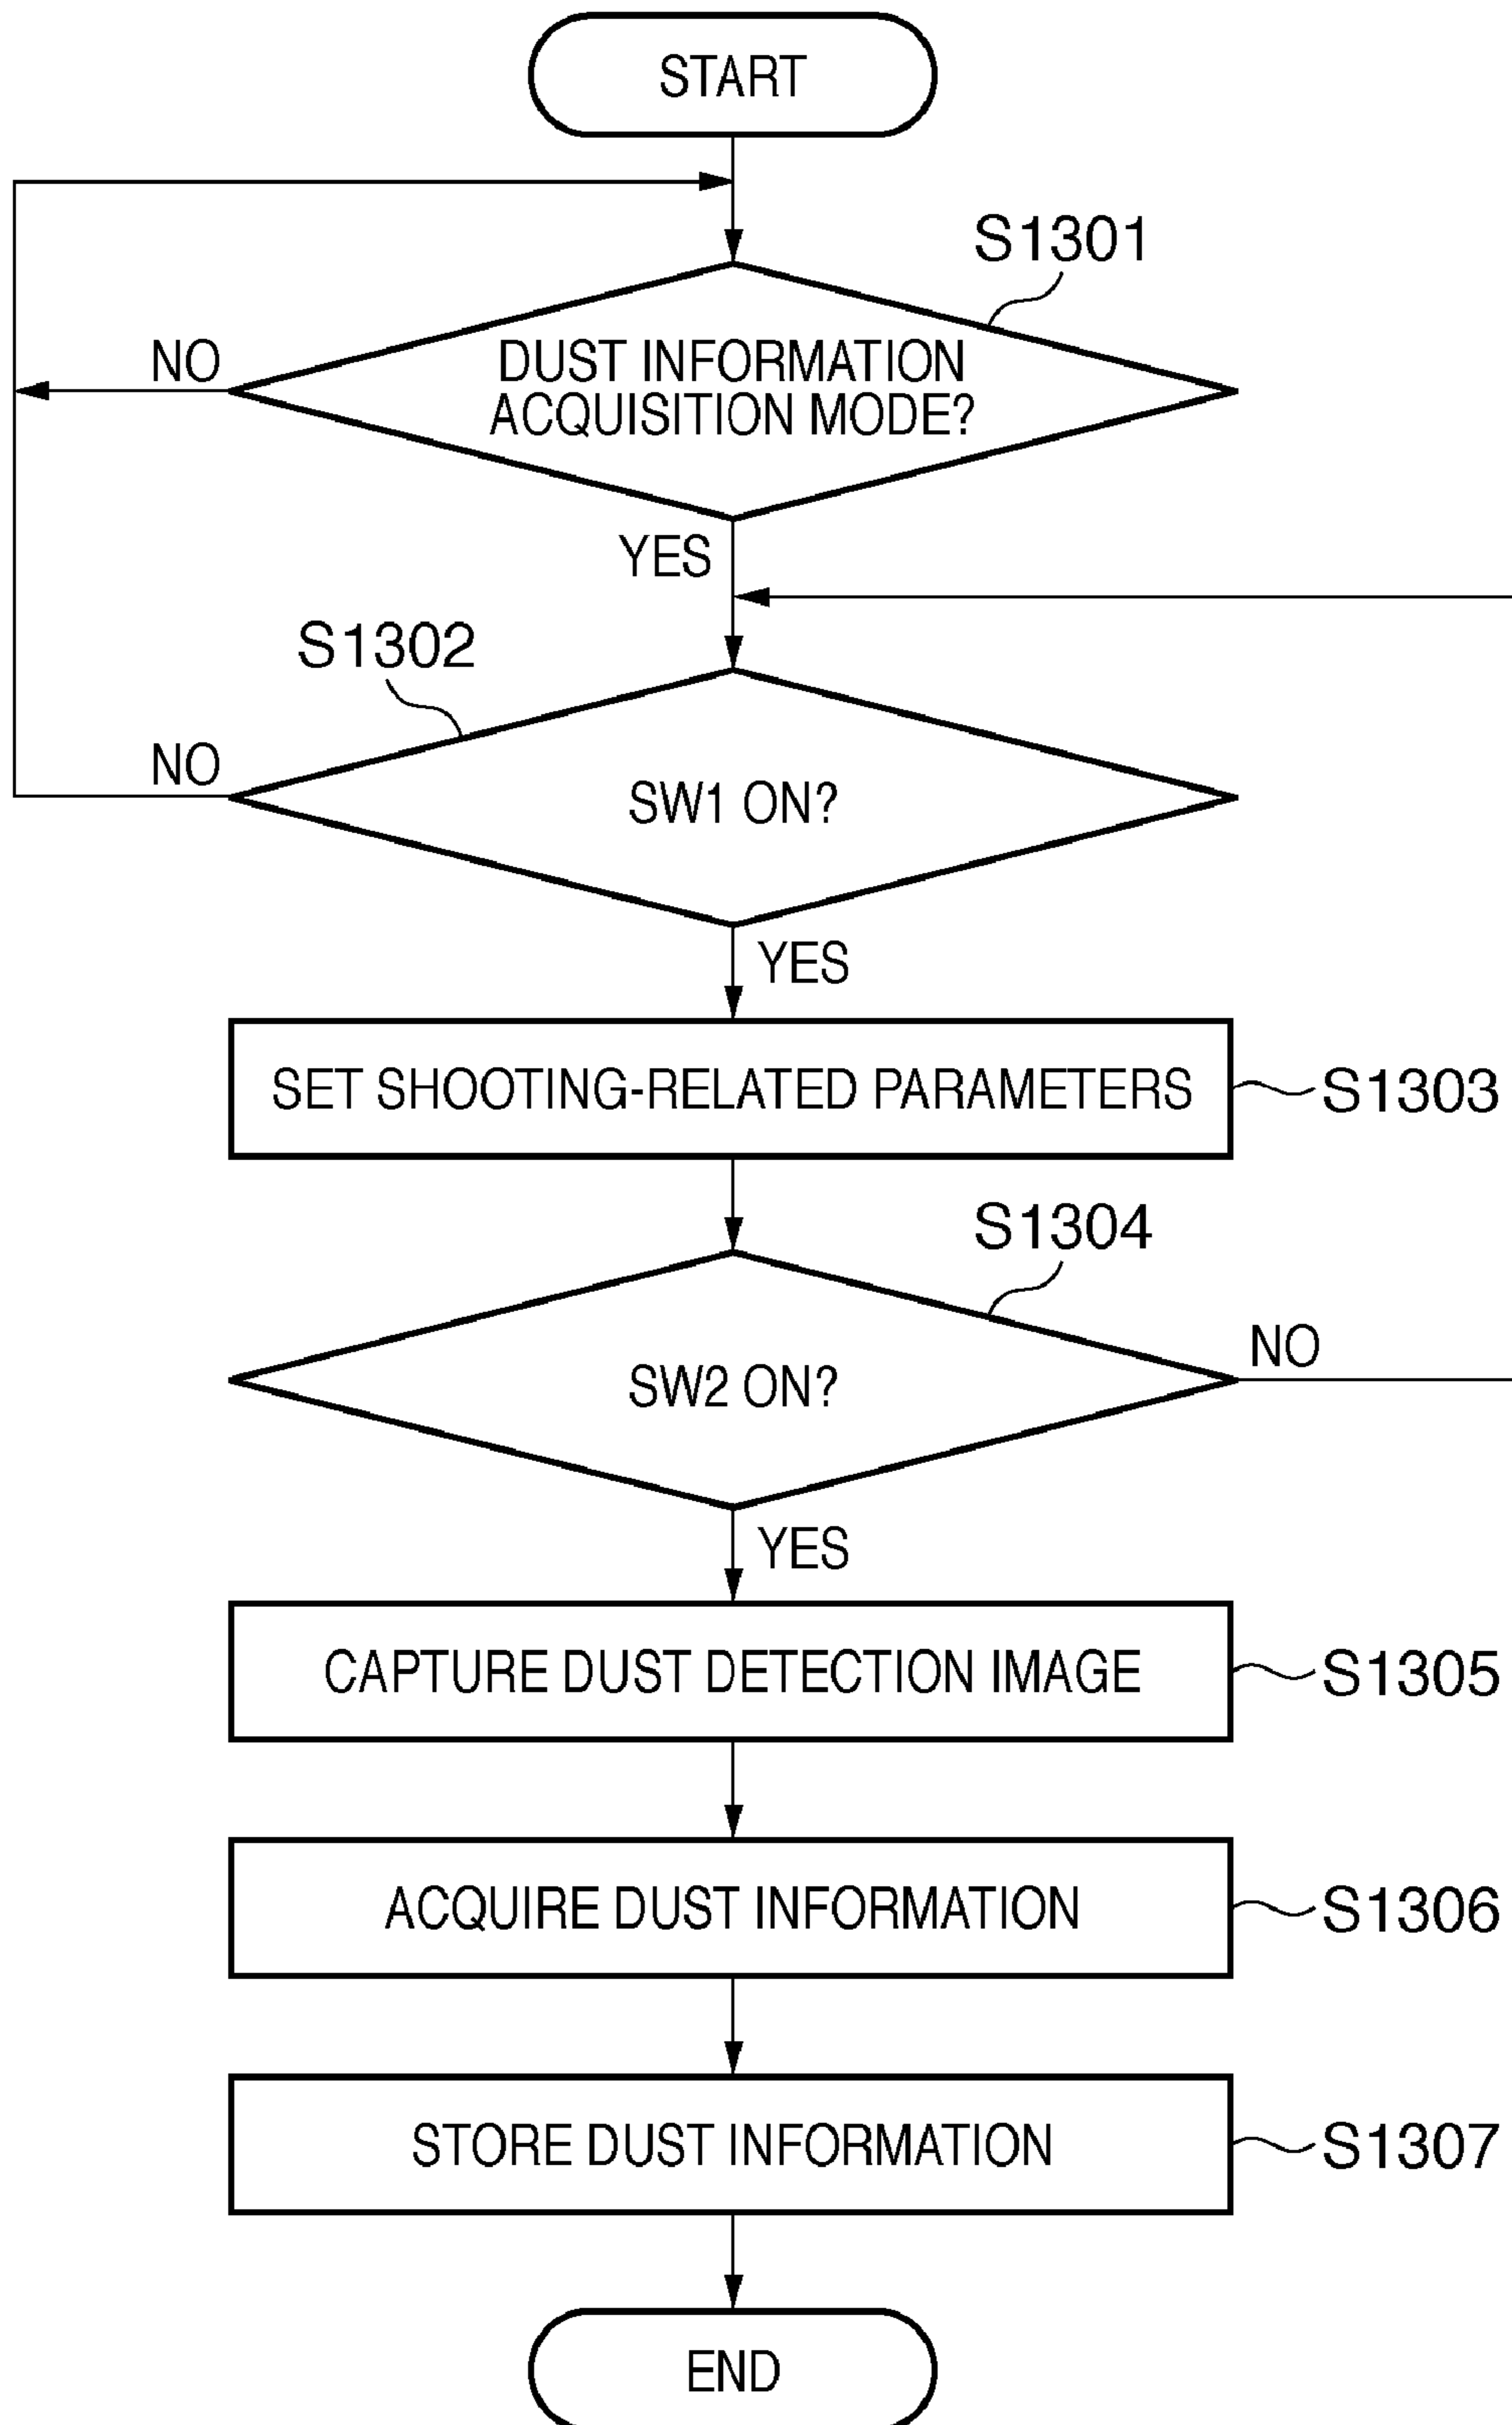 START
S1301
NO
DUST INFORMATION
ACQUISITION MODE?
YES
S1302
NO
SW1 ON?
YES
SET SHOOTING-RELATED PARAMETERS
S1303
S1304
NO
SW2 ON?
YES
CAPTURE DUST DETECTION IMAGE
S1305
ACQUIRE DUST INFORMATION
S1306
STORE DUST INFORMATION
S1307
END